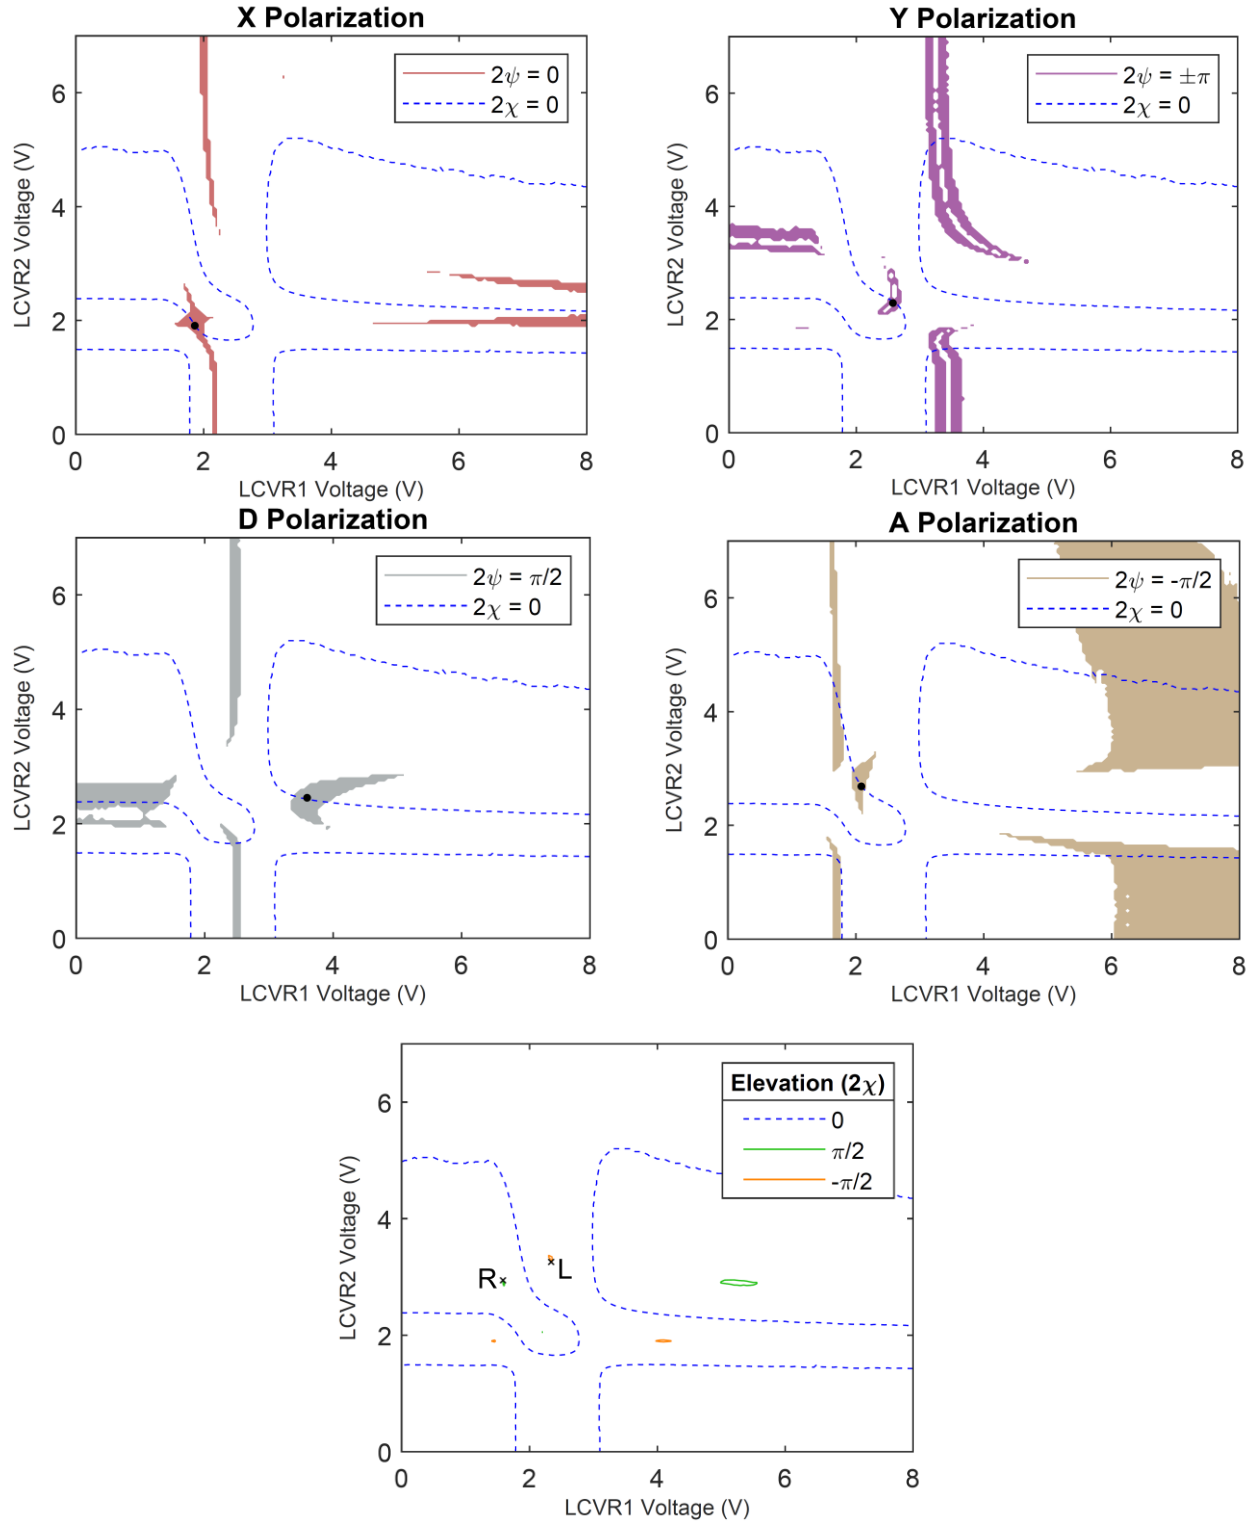 X Polarization
2ψ = 0
2χ = 0
6
4
2
0
LCVR2 Voltage (V)
0 2 4 6 8
LCVR1 Voltage (V)
Y Polarization
2ψ = ±π
2χ = 0
6
4
2
0
LCVR2 Voltage (V)
0 2 4 6 8
LCVR1 Voltage (V)
D Polarization
2ψ = π/2
2χ = 0
6
4
2
0
LCVR2 Voltage (V)
0 2 4 6 8
LCVR1 Voltage (V)
A Polarization
2ψ = -π/2
2χ = 0
6
4
2
0
LCVR2 Voltage (V)
0 2 4 6 8
LCVR1 Voltage (V)
Elevation (2χ)
0
π/2
-π/2
R
L
6
4
2
0
LCVR2 Voltage (V)
0 2 4 6 8
LCVR1 Voltage (V)